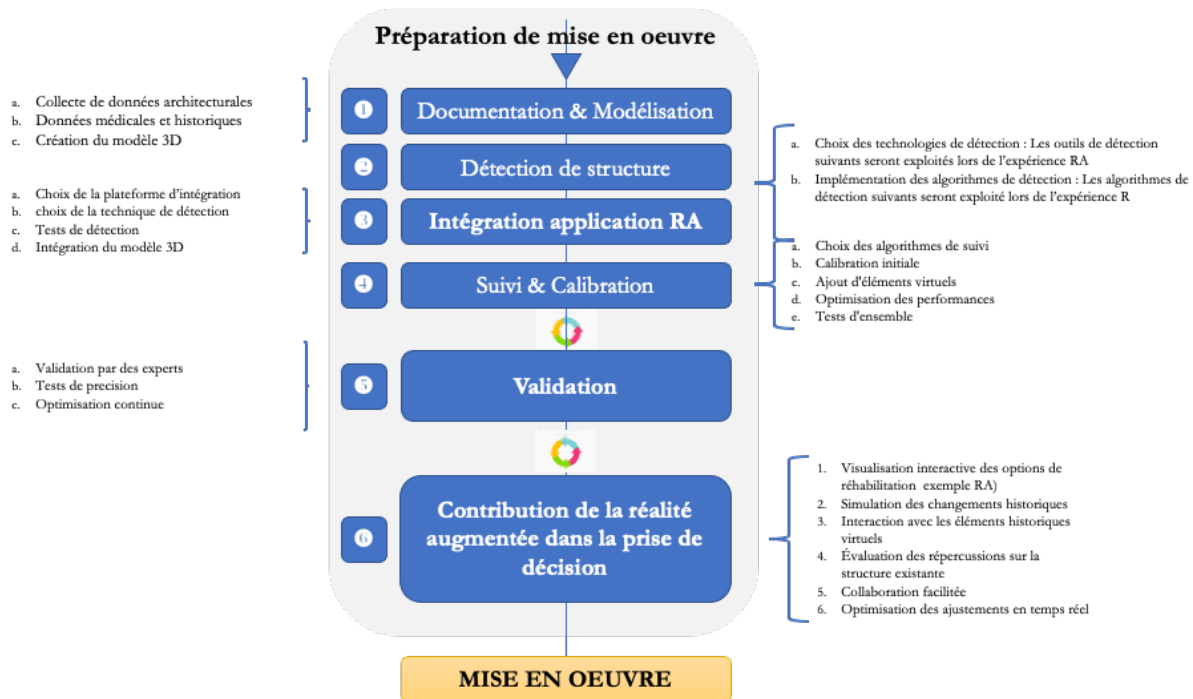 Préparation de mise en oeuvre
a. Collecte de données architecturales
b. Données médicales et historiques
c. Création du modèle 3D
❶ Documentation & Modélisation
❷ Détection de structure
a. Choix des technologies de détection : Les outils de détection
suivants seront exploités lors de l'expérience RA
b. Implémentation des algorithmes de détection : Les algorithmes de
détection suivants seront exploité lors de l'expérience R
a. Choix de la plateforme d'intégration
b. choix de la technique de détection
c. Tests de détection
d. Intégration du modèle 3D
❸ Intégration application RA
❹ Suivi & Calibration
a. Choix des algorithmes de suivi
b. Calibration initiale
c. Ajout d'éléments virtuels
d. Optimisation des performances
e. Tests d'ensemble
a. Validation par des experts
b. Tests de precision
c. Optimisation continue
❺ Validation
❻ Contribution de la réalité
augmentée dans la prise de
décision
1. Visualisation interactive des options de
réhabilitation exemple RA)
2. Simulation des changements historiques
3. Interaction avec les éléments historiques
virtuels
4. Évaluation des répercussions sur la
structure existante
5. Collaboration facilitée
6. Optimisation des ajustements en temps réel
MISE EN OEUVRE